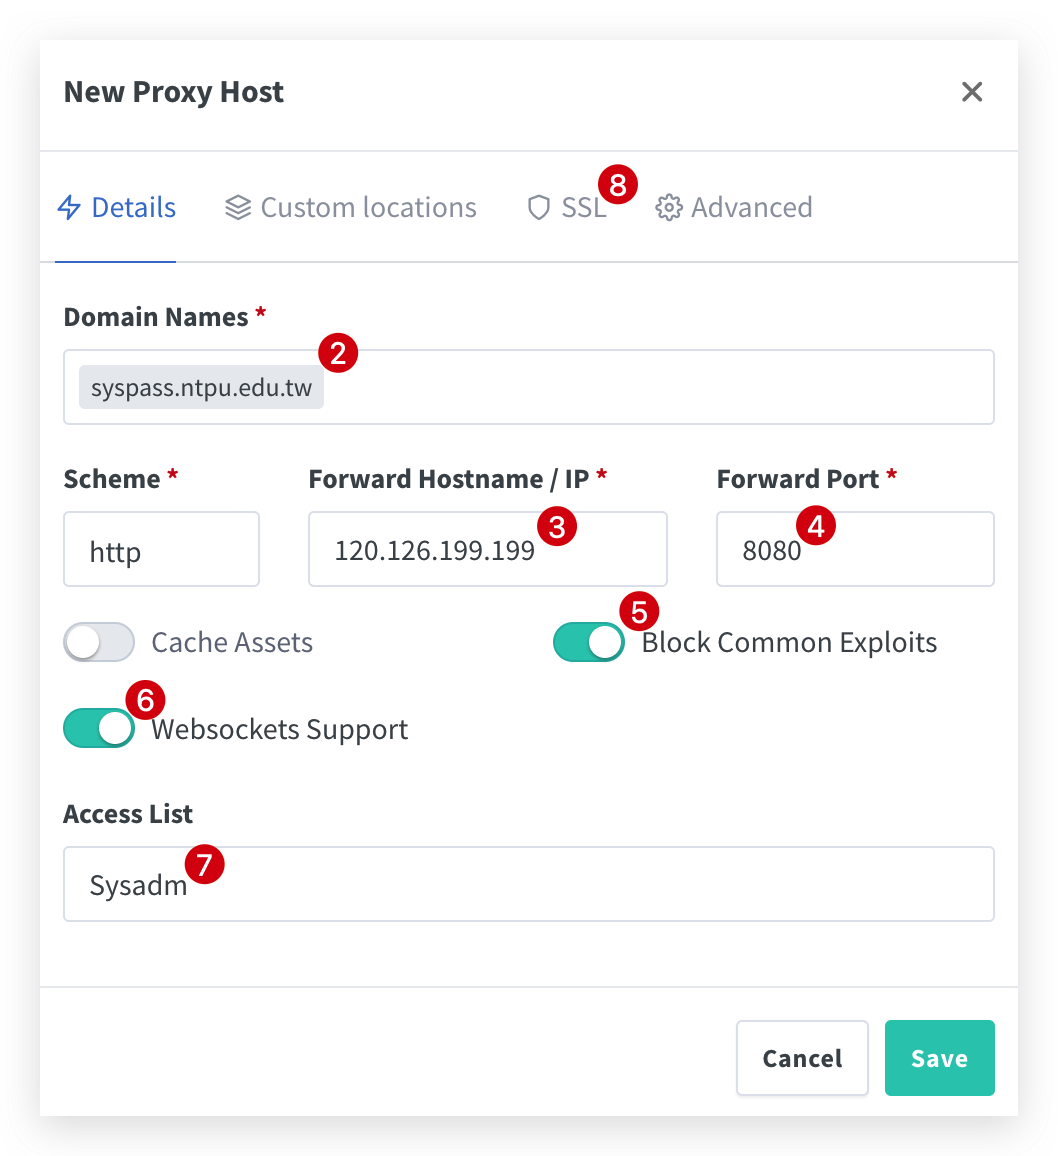 New Proxy Host
Details Custom locations SSL 8 Advanced
Domain Names *
2
syspass.ntpu.edu.tw
Scheme * Forward Hostname / IP * Forward Port *
http 120.126.199.199 3 8080 4
Cache Assets 5 Block Common Exploits
6 Websockets Support
Access List
Sysadm 7
Cancel Save